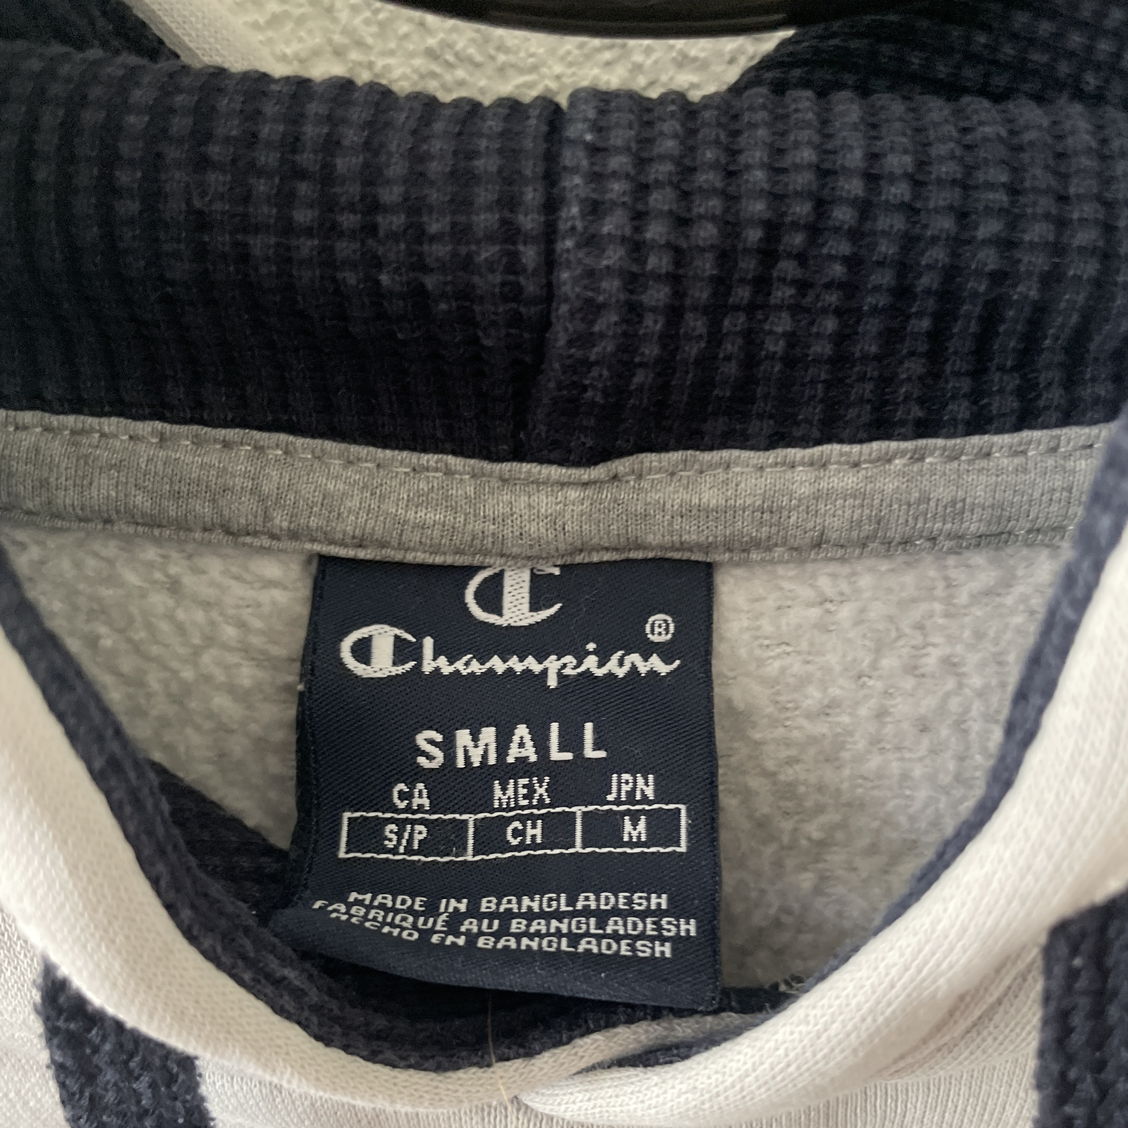 C
Champion®
SMALL
CA MEX JPN
S/P CH M
MADE IN BANGLADESH
FABRIQUÉ AU BANGLADESH
HECHO EN BANGLADESH